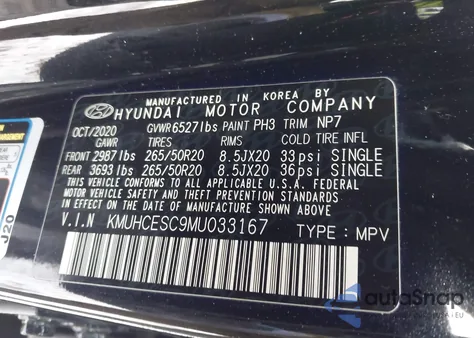 MANUFACTURED IN KOREA BY
HYUNDAI MOTOR COMPANY
OCT/2020 GVWR 6527lbs PAINT PH3 TRIM NP7
GAWR TIRES RIMS COLD TIRE INFL
FRONT 2987lbs 265/50R20 8.5JX20 33psi SINGLE
REAR 3693lbs 265/50R20 8.5JX20 36psi SINGLE
THIS VEHICLE CONFORMS TO ALL APPLICABLE U.S. FEDERAL
MOTOR VEHICLE SAFETY AND THEFT PREVENTION STANDARDS
IN EFFECT ON THE DATE OF MANUFACTURE SHOWN ABOVE.
V.I.N KMUHCESC9MU033167 TYPE: MPV
J20
autoSnap